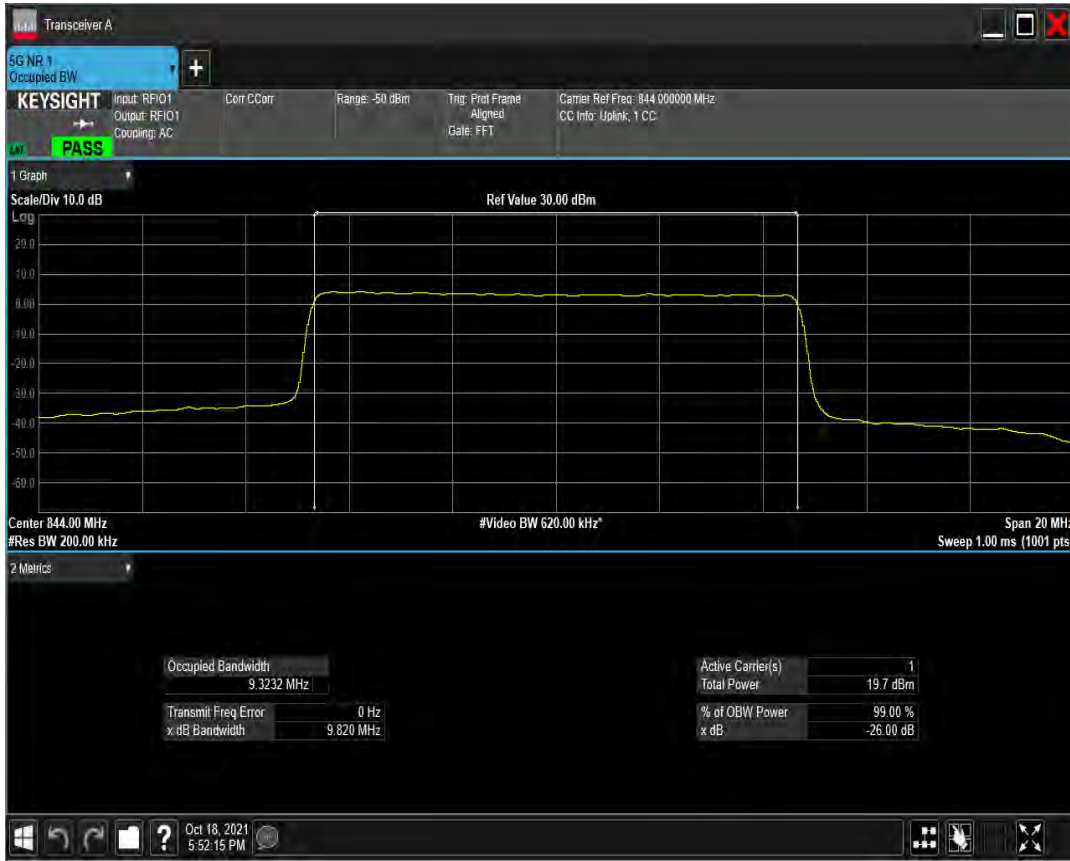 Transceiver A
5G NR 1
Occupied BW
+
KEYSIGHT
Input: RFIO1
Output: RFIO1
Coupling: AC
Corr CCorr
Range: -50 dBm
Trig: Prot Frame
Aligned
Gate: FFT
Carrier Ref Freq: 844.000000 MHz
CC Info: Uplink, 1 CC
PASS
1 Graph
Scale/Div 10.0 dB
Ref Value 30.00 dBm
Log
20.0
10.0
0.00
-10.0
-20.0
-30.0
-40.0
-50.0
-60.0
Center 844.00 MHz
#Video BW 620.00 kHz*
Span 20 MHz
#Res BW 200.00 kHz
Sweep 1.00 ms (1001 pts
2 Metrics
Occupied Bandwidth
9.3232 MHz
Transmit Freq Error 0 Hz
x dB Bandwidth 9.820 MHz
Active Carrier(s) 1
Total Power 19.7 dBm
% of OBW Power 99.00 %
x dB -26.00 dB
?
Oct 18, 2021
5:52:15 PM